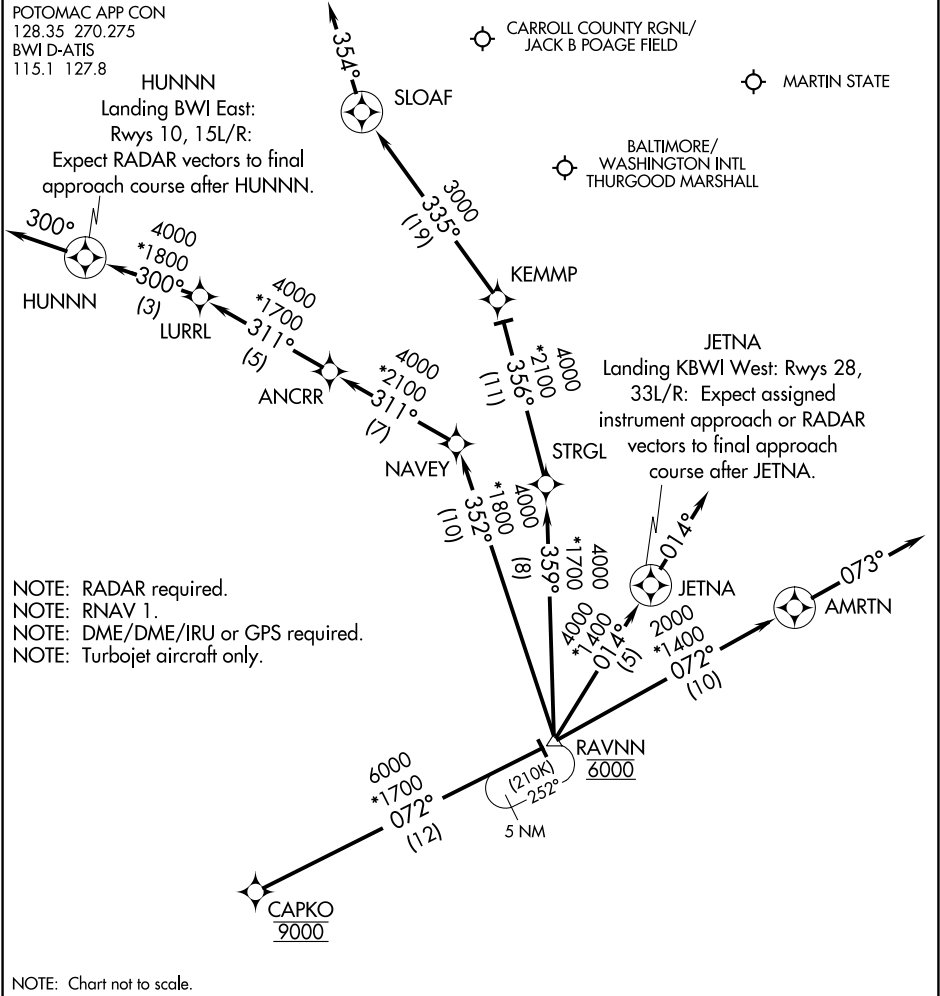 POTOMAC APP CON
128.35 270.275
BWI D-ATIS
115.1 127.8
HUNNN
Landing BWI East:
Rwys 10, 15L/R:
Expect RADAR vectors to final
approach course after HUNNN.
354°
SLOAF
CARROLL COUNTY RGNL/
JACK B POAGE FIELD
MARTIN STATE
BALTIMORE/
WASHINGTON INTL
THURGOOD MARSHALL
3000
335°
(19)
KEMMP
300°
HUNNN
4000
*1800
300°
(3)
LURRL
4000
*1700
311°
(5)
ANCRR
4000
*2100
311°
(7)
NAVEY
4000
*2100
356°
(11)
STRGL
JETNA
Landing KBWI West: Rwys 28,
33L/R: Expect assigned
instrument approach or RADAR
vectors to final approach
course after JETNA.
4000
*1800
352°
(10)
4000
*1700
359°
(8)
014°
JETNA
4000
*1400
014°
(5)
073°
AMRTN
2000
*1400
072°
(10)
NOTE: RADAR required.
NOTE: RNAV 1.
NOTE: DME/DME/IRU or GPS required.
NOTE: Turbojet aircraft only.
RAVNN
6000
(210K)
252°
5 NM
6000
*1700
072°
(12)
CAPKO
9000
NOTE: Chart not to scale.